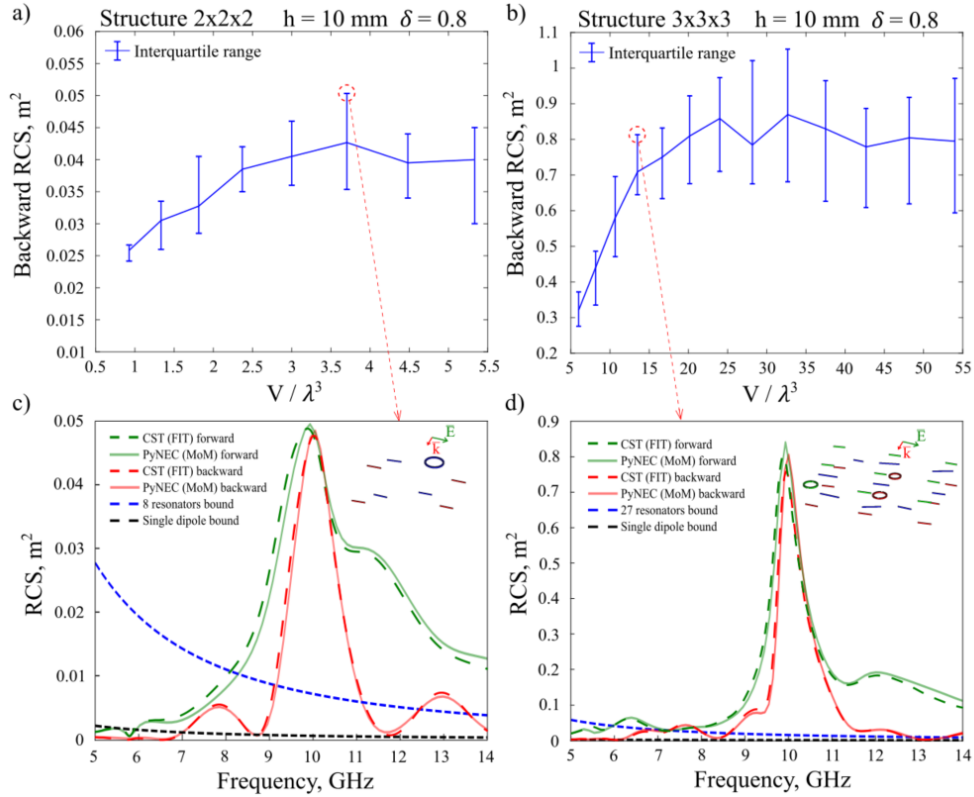 a) Structure 2x2x2 h = 10 mm δ = 0.8
0.06
0.055
0.05
0.045
0.04
0.035
0.03
0.025
0.02
0.015
0.01
Backward RCS, m²
Interquartile range
0.5 1 1.5 2 2.5 3 3.5 4 4.5 5 5.5
V / λ³
b) Structure 3x3x3 h = 10 mm δ = 0.8
1.1
1
0.9
0.8
0.7
0.6
0.5
0.4
0.3
0.2
Backward RCS, m²
Interquartile range
5 10 15 20 25 30 35 40 45 50 55
V / λ³
c)
0.05
0.04
0.03
0.02
0.01
0
RCS, m²
CST (FIT) forward
PyNEC (MoM) forward
CST (FIT) backward
PyNEC (MoM) backward
8 resonators bound
Single dipole bound
E
k
5 6 7 8 9 10 11 12 13 14
Frequency, GHz
d)
0.9
0.8
0.7
0.6
0.5
0.4
0.3
0.2
0.1
0
RCS, m²
CST (FIT) forward
PyNEC (MoM) forward
CST (FIT) backward
PyNEC (MoM) backward
27 resonators bound
Single dipole bound
E
k
5 6 7 8 9 10 11 12 13 14
Frequency, GHz